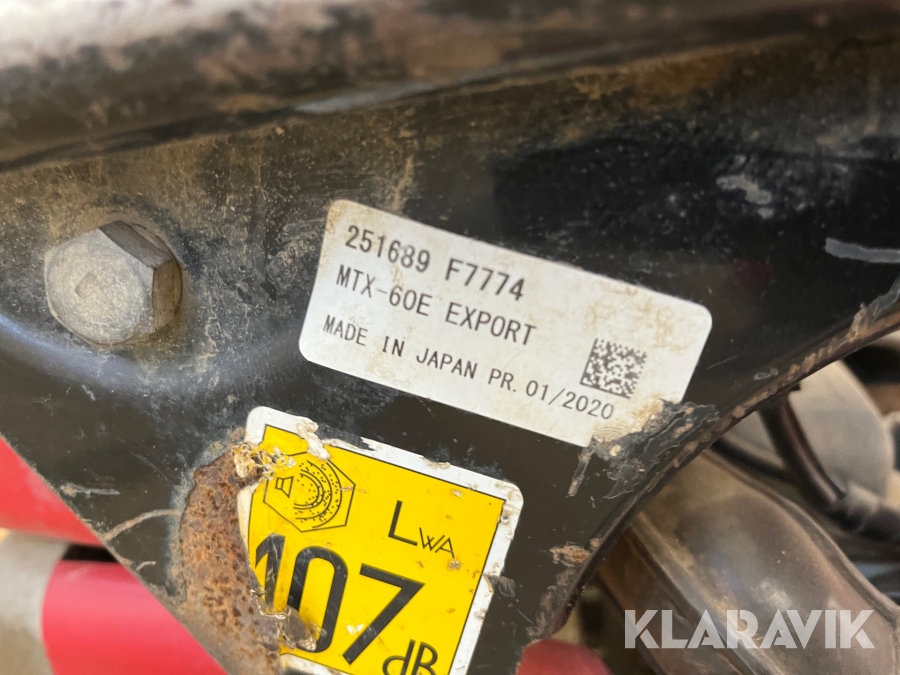 251689 F7774
MTX-60E EXPORT
MADE IN JAPAN PR. 01/2020
LWA
107
dB
KLARAVIK